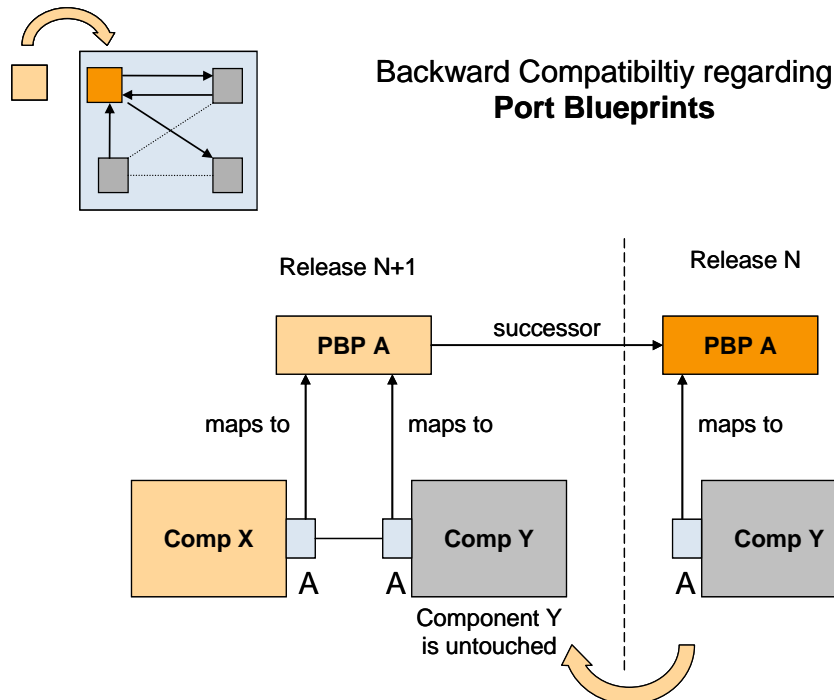 Backward Compatibiltiy regarding
Port Blueprints
Release N+1
Release N
PBP A
successor
PBP A
maps to
maps to
maps to
Comp X
Comp Y
Comp Y
A
A
A
Component Y
is untouched